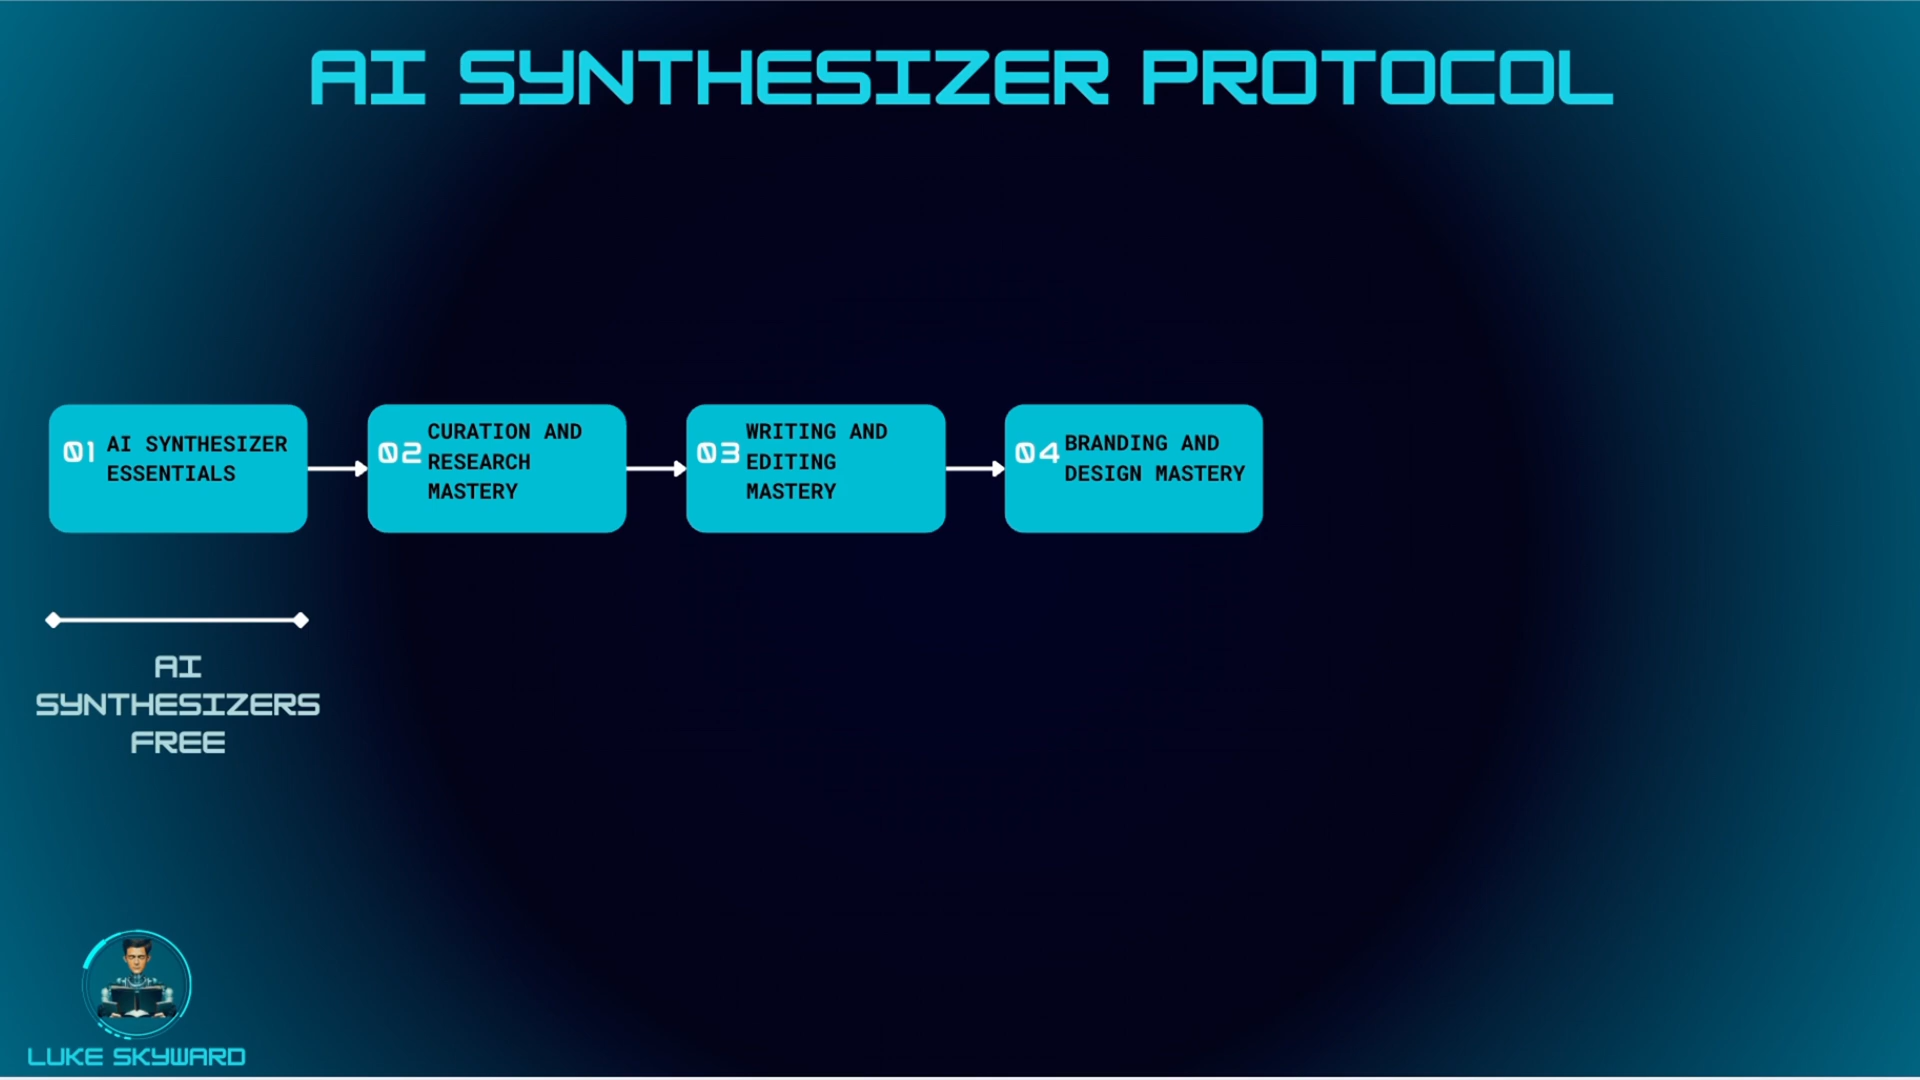 AI SYNTHESIZER PROTOCOL
01
AI SYNTHESIZER
ESSENTIALS
02
CURATION AND
RESEARCH
MASTERY
03
WRITING AND
EDITING
MASTERY
04
BRANDING AND
DESIGN MASTERY
AI
SYNTHESIZERS
FREE
LUKE SKYWARD